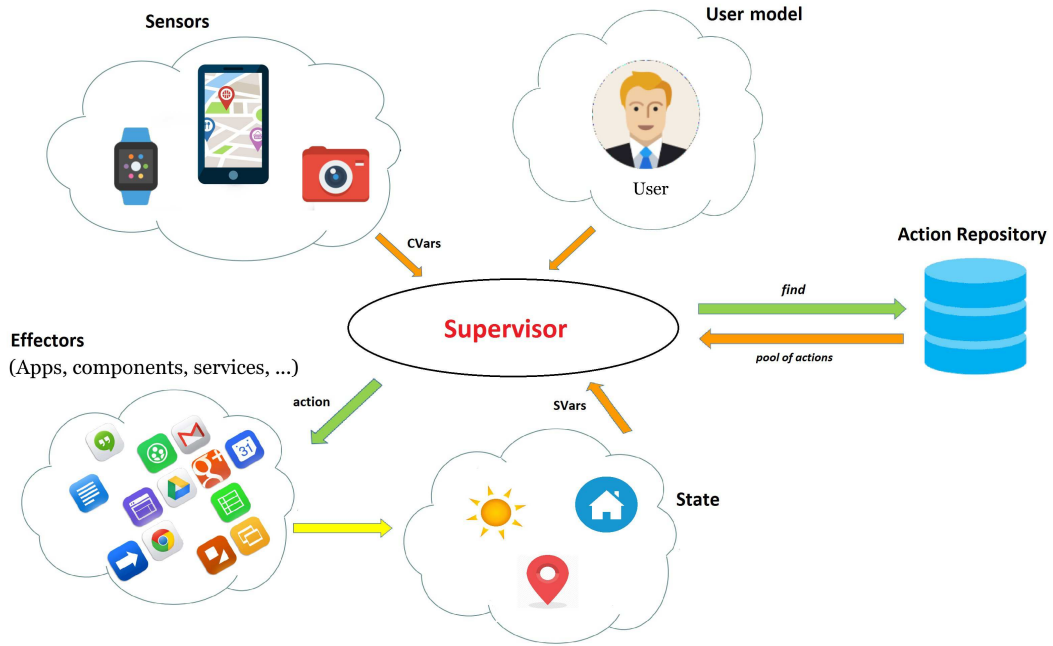 Sensors
User model
User
CVars
Action Repository
find
pool of actions
Supervisor
Effectors
(Apps, components, services, ...)
action
SVars
State
31
g+